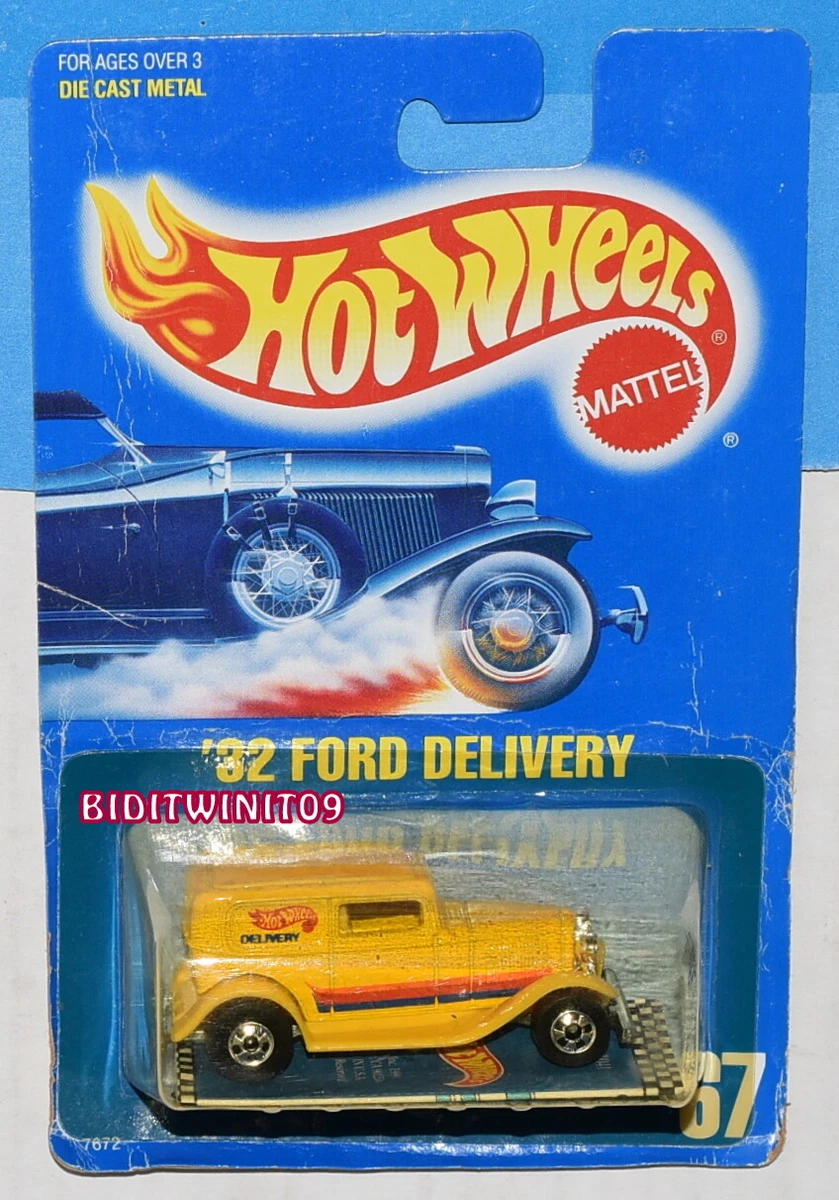 FOR AGES OVER 3
DIE CAST METAL
HOT WHEELS ®
MATTEL ®
'32 FORD DELIVERY
BIDITWINIT09
HOT WHEELS
DELIVERY
67
7672